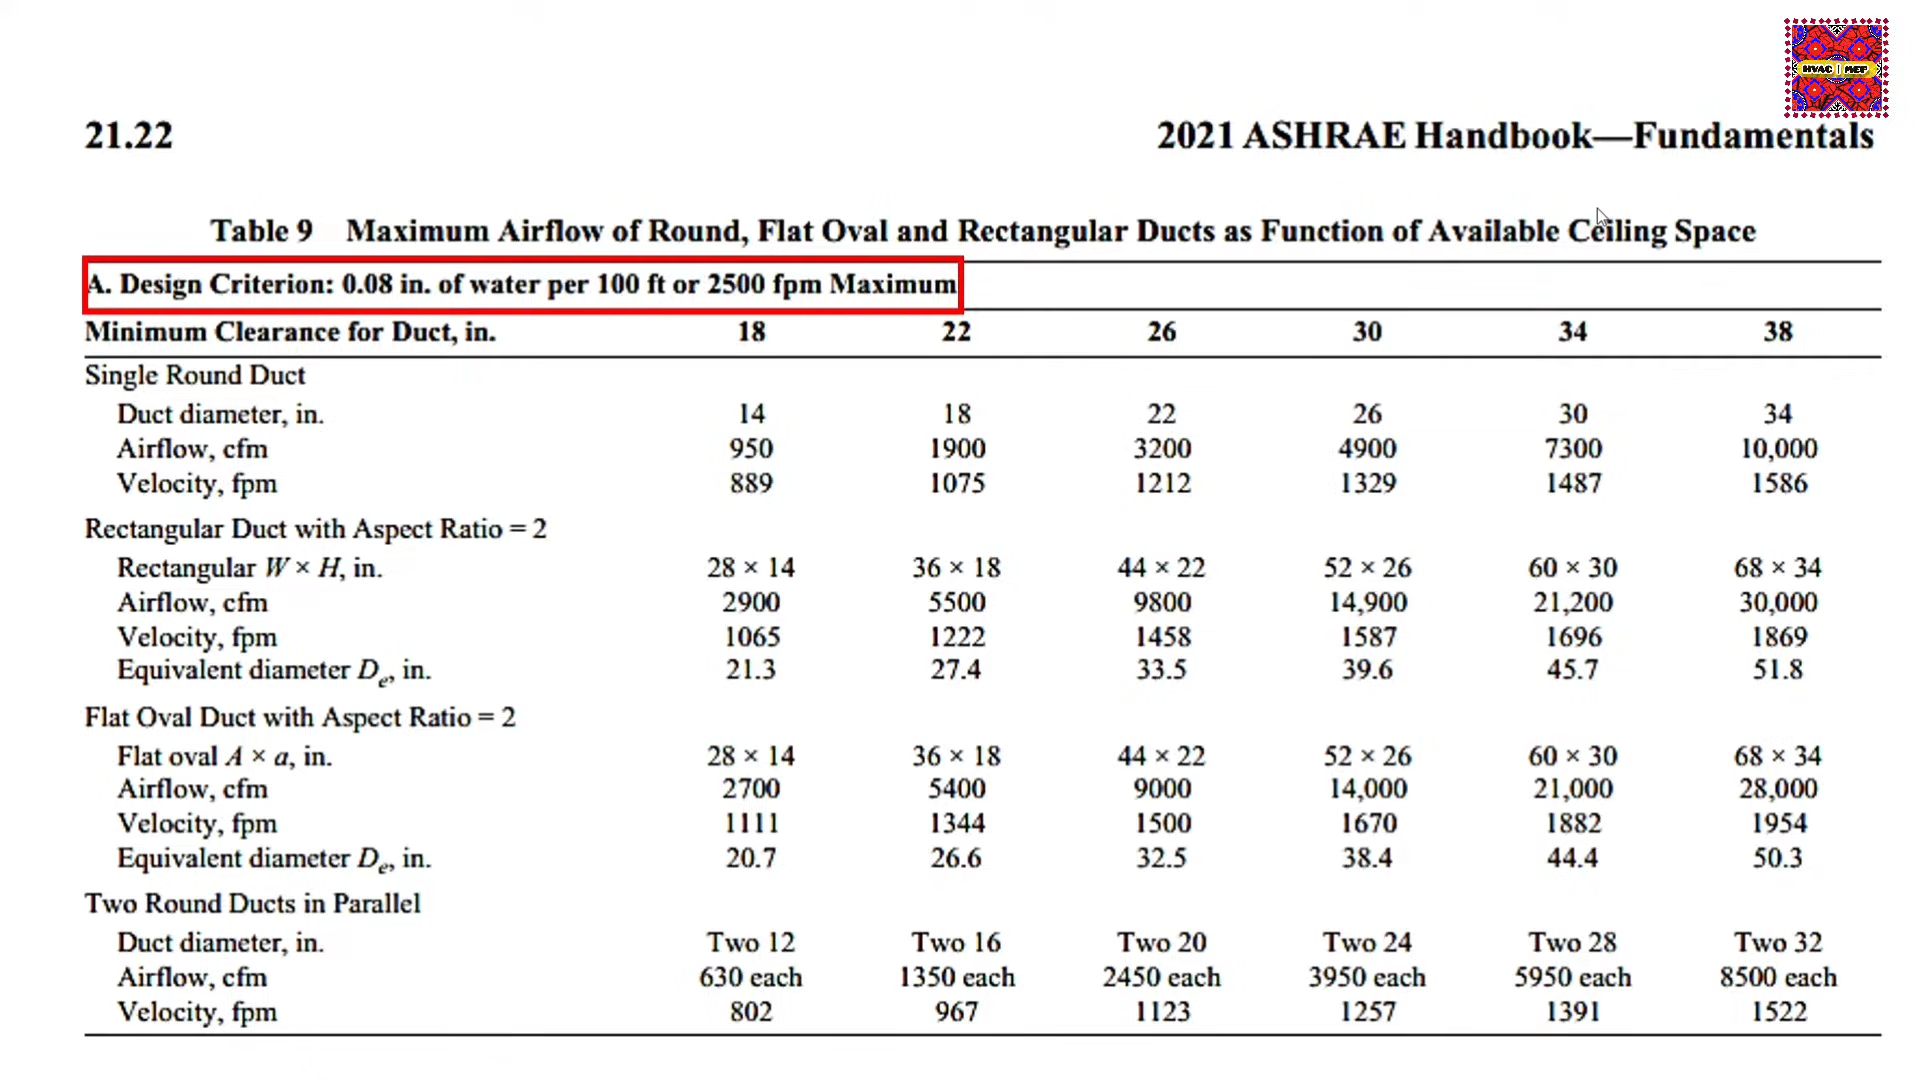 HVAC | MEP
21.22 2021 ASHRAE Handbook—Fundamentals
Table 9 Maximum Airflow of Round, Flat Oval and Rectangular Ducts as Function of Available Ceiling Space
A. Design Criterion: 0.08 in. of water per 100 ft or 2500 fpm Maximum
Minimum Clearance for Duct, in. 18 22 26 30 34 38
Single Round Duct
Duct diameter, in. 14 18 22 26 30 34
Airflow, cfm 950 1900 3200 4900 7300 10,000
Velocity, fpm 889 1075 1212 1329 1487 1586
Rectangular Duct with Aspect Ratio = 2
Rectangular W × H, in. 28 × 14 36 × 18 44 × 22 52 × 26 60 × 30 68 × 34
Airflow, cfm 2900 5500 9800 14,900 21,200 30,000
Velocity, fpm 1065 1222 1458 1587 1696 1869
Equivalent diameter De, in. 21.3 27.4 33.5 39.6 45.7 51.8
Flat Oval Duct with Aspect Ratio = 2
Flat oval A × a, in. 28 × 14 36 × 18 44 × 22 52 × 26 60 × 30 68 × 34
Airflow, cfm 2700 5400 9000 14,000 21,000 28,000
Velocity, fpm 1111 1344 1500 1670 1882 1954
Equivalent diameter De, in. 20.7 26.6 32.5 38.4 44.4 50.3
Two Round Ducts in Parallel
Duct diameter, in. Two 12 Two 16 Two 20 Two 24 Two 28 Two 32
Airflow, cfm 630 each 1350 each 2450 each 3950 each 5950 each 8500 each
Velocity, fpm 802 967 1123 1257 1391 1522